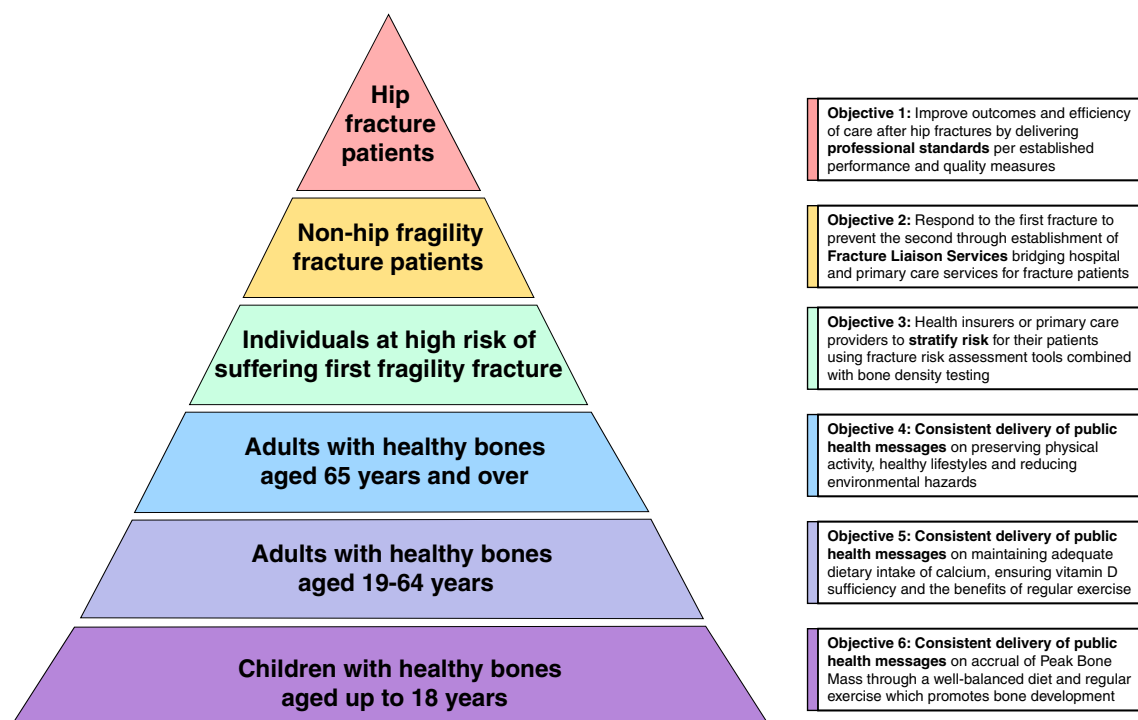 Hip
fracture
patients
Non-hip fragility
fracture patients
Individuals at high risk of
suffering first fragility fracture
Adults with healthy bones
aged 65 years and over
Adults with healthy bones
aged 19-64 years
Children with healthy bones
aged up to 18 years
Objective 1: Improve outcomes and efficiency
of care after hip fractures by delivering
professional standards per established
performance and quality measures
Objective 2: Respond to the first fracture to
prevent the second through establishment of
Fracture Liaison Services bridging hospital
and primary care services for fracture patients
Objective 3: Health insurers or primary care
providers to stratify risk for their patients
using fracture risk assessment tools combined
with bone density testing
Objective 4: Consistent delivery of public
health messages on preserving physical
activity, healthy lifestyles and reducing
environmental hazards
Objective 5: Consistent delivery of public
health messages on maintaining adequate
dietary intake of calcium, ensuring vitamin D
sufficiency and the benefits of regular exercise
Objective 6: Consistent delivery of public
health messages on accrual of Peak Bone
Mass through a well-balanced diet and regular
exercise which promotes bone development